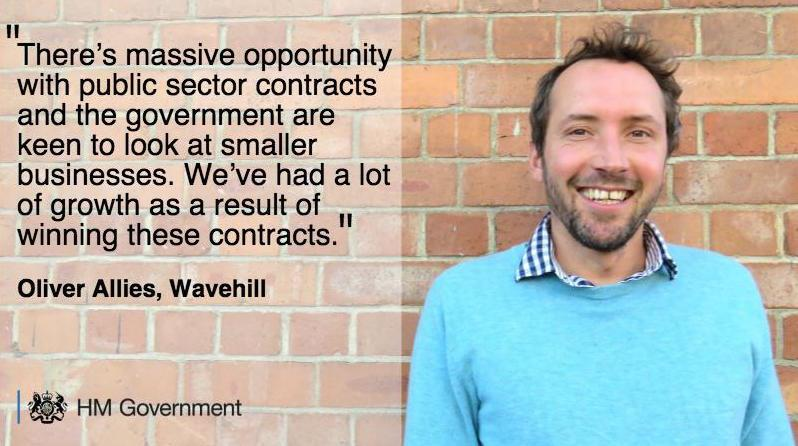 "There’s massive opportunity
with public sector contracts
and the government are
keen to look at smaller
businesses. We’ve had a lot
of growth as a result of
winning these contracts."
Oliver Allies, Wavehill
HM Government